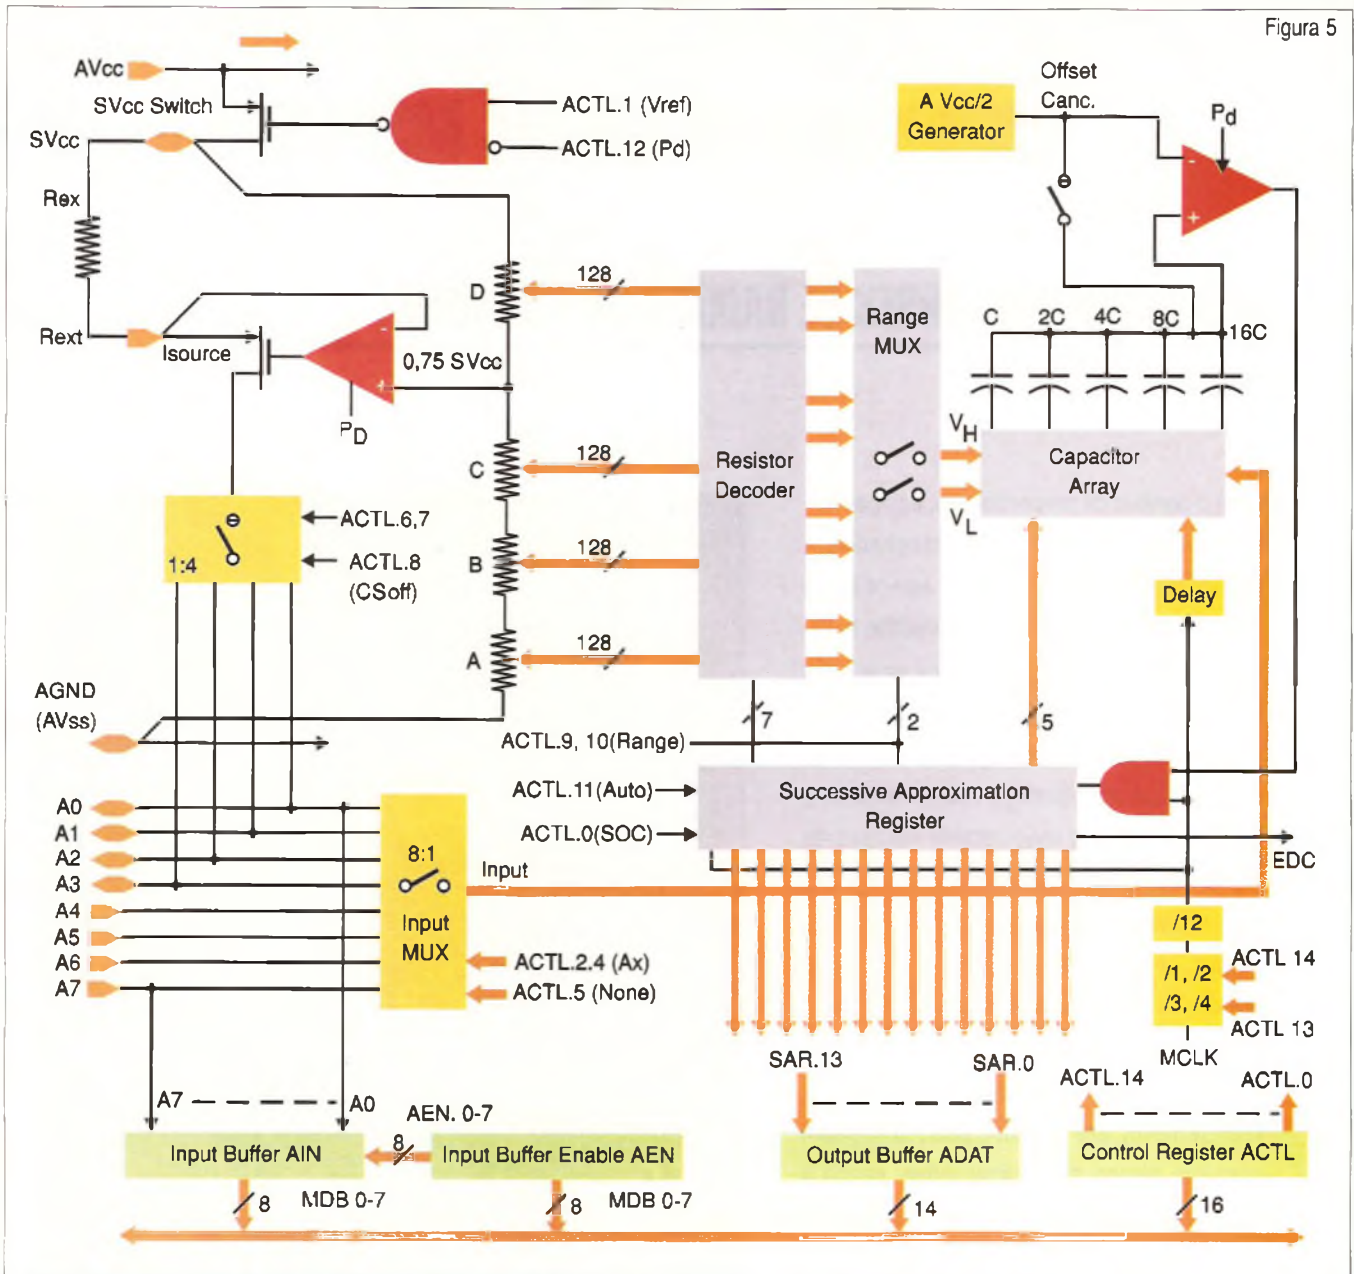 Figura 5
AVcc
SVcc Switch
ACTL.1 (Vref)
ACTL.12 (Pd)
SVcc
Rex
Rext
Isource
0,75 SVcc
-
+
PD
A Vcc/2
Generator
Offset
Canc.
Pd
-
+
D
128
C
128
B
128
A
128
Resistor
Decoder
Range
MUX
VH
VL
C
2C
4C
8C
16C
Capacitor
Array
Delay
1:4
ACTL.6,7
ACTL.8
(CSoff)
AGND
(AVss)
7
2
5
ACTL.9, 10(Range)
ACTL.11(Auto)
ACTL.0(SOC)
Successive Approximation
Register
EDC
A0
A1
A2
A3
A4
A5
A6
A7
8:1
Input
MUX
Input
ACTL.2.4 (Ax)
ACTL.5 (None)
/12
/1, /2
/3, /4
ACTL 14
ACTL 13
MCLK
SAR.13
SAR.0
ACTL.14
ACTL.0
A7
A0
AEN. 0-7
8
Input Buffer AIN
Input Buffer Enable AEN
Output Buffer ADAT
Control Register ACTL
8
MDB 0-7
8
MDB 0-7
14
16